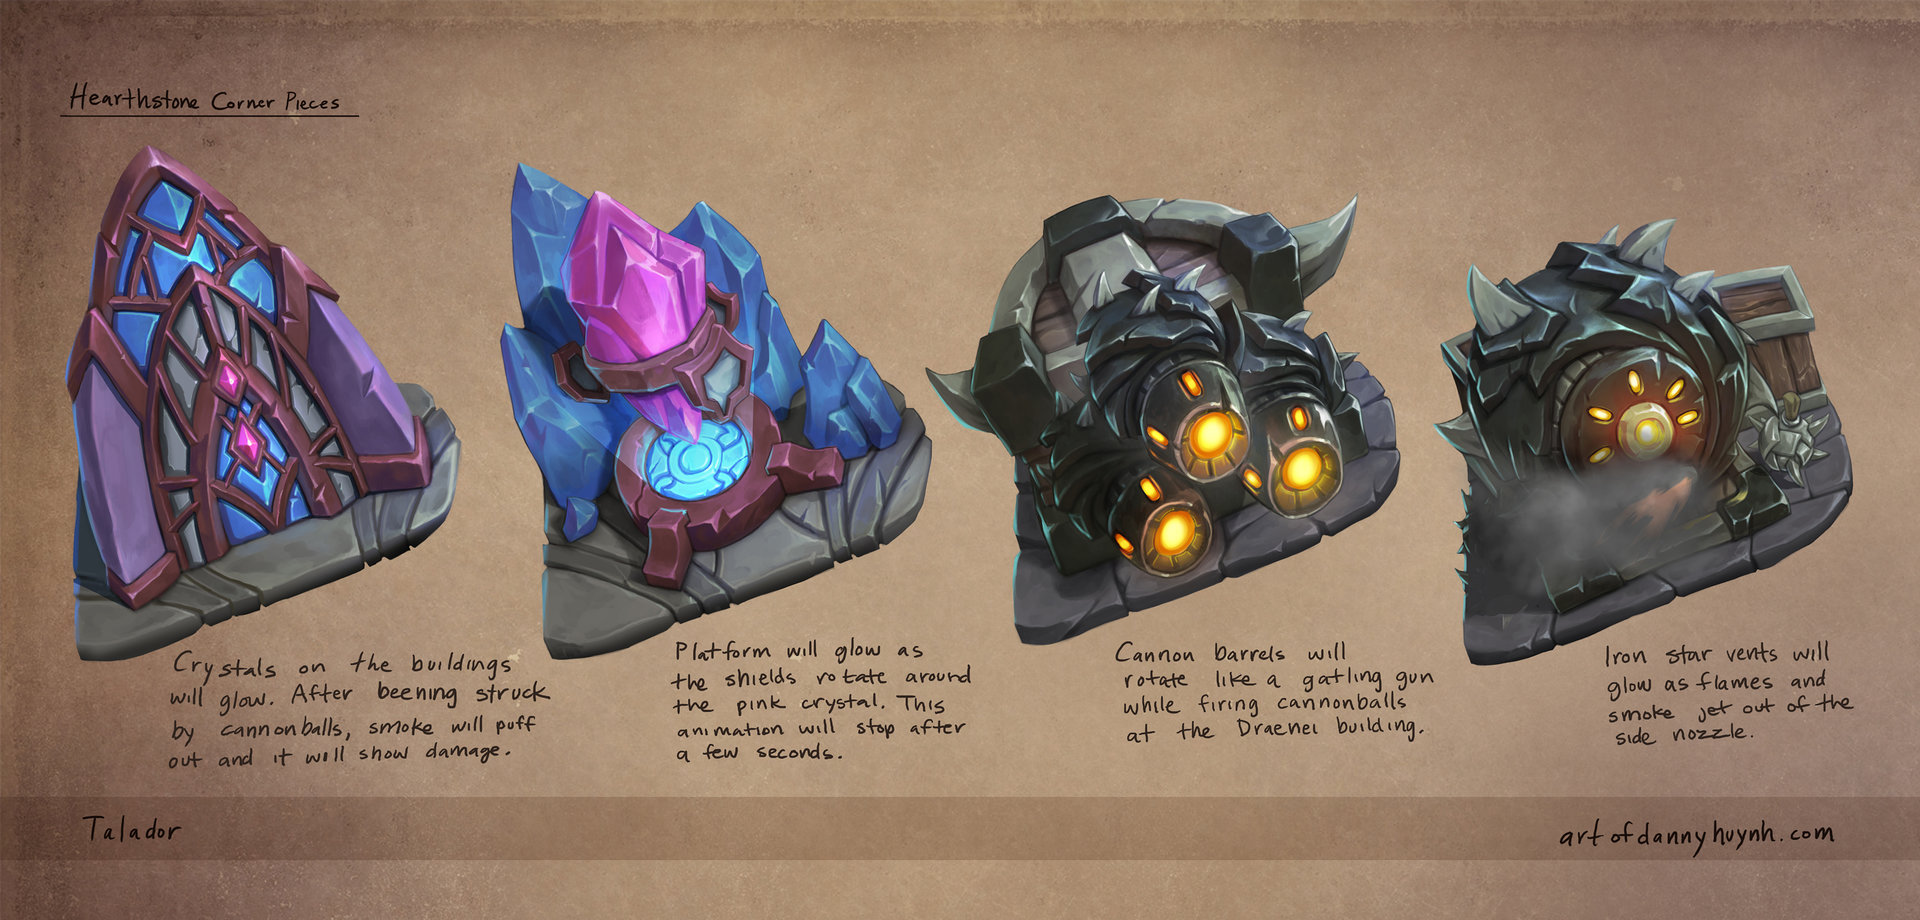 Hearthstone Corner Pieces
Crystals on the buildings
will glow. After beening struck
by cannonballs, smoke will puff
out and it will show damage.
Platform will glow as
the shields rotate around
the pink crystal. This
animation will stop after
a few seconds.
Cannon barrels will
rotate like a gatling gun
while firing cannonballs
at the Draenei building.
Iron star vents will
glow as flames and
smoke jet out of the
side nozzle.
Talador
artofdannyhuynh.com